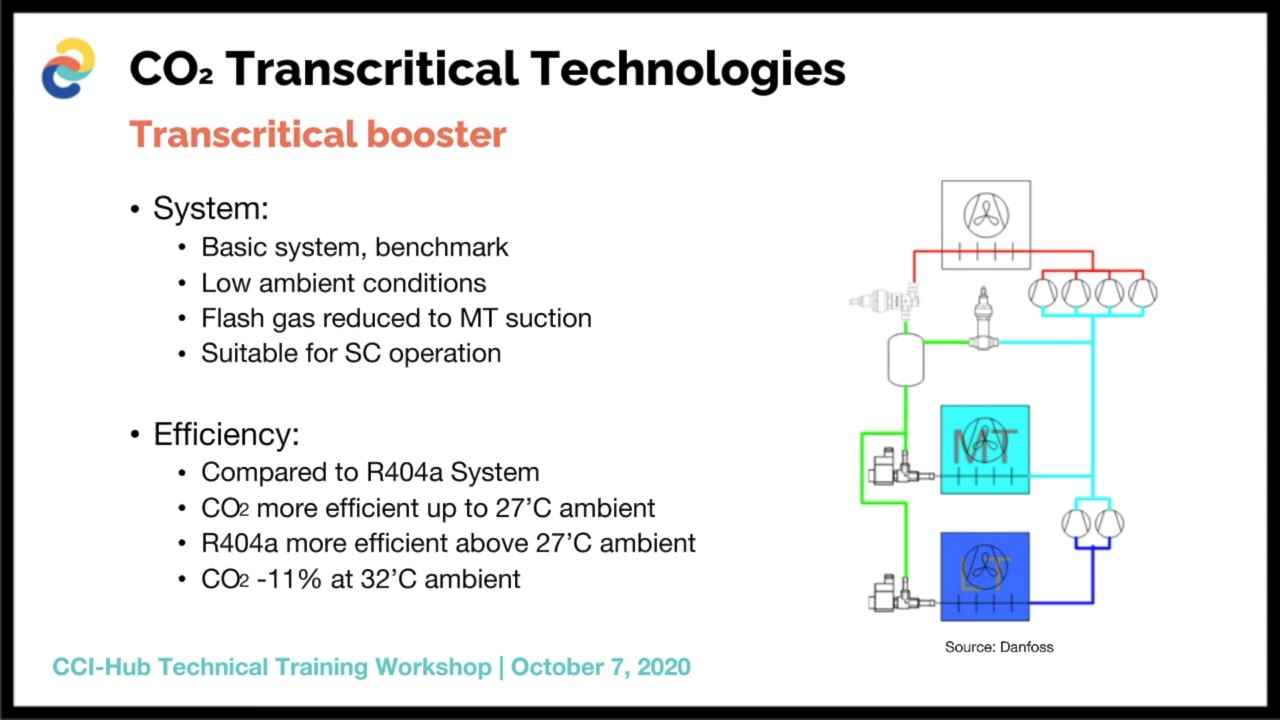 CO₂ Transcritical Technologies
Transcritical booster
• System:
• Basic system, benchmark
• Low ambient conditions
• Flash gas reduced to MT suction
• Suitable for SC operation
• Efficiency:
• Compared to R404a System
• CO₂ more efficient up to 27’C ambient
• R404a more efficient above 27’C ambient
• CO₂ -11% at 32’C ambient
MT
LT
Source: Danfoss
CCI-Hub Technical Training Workshop | October 7, 2020